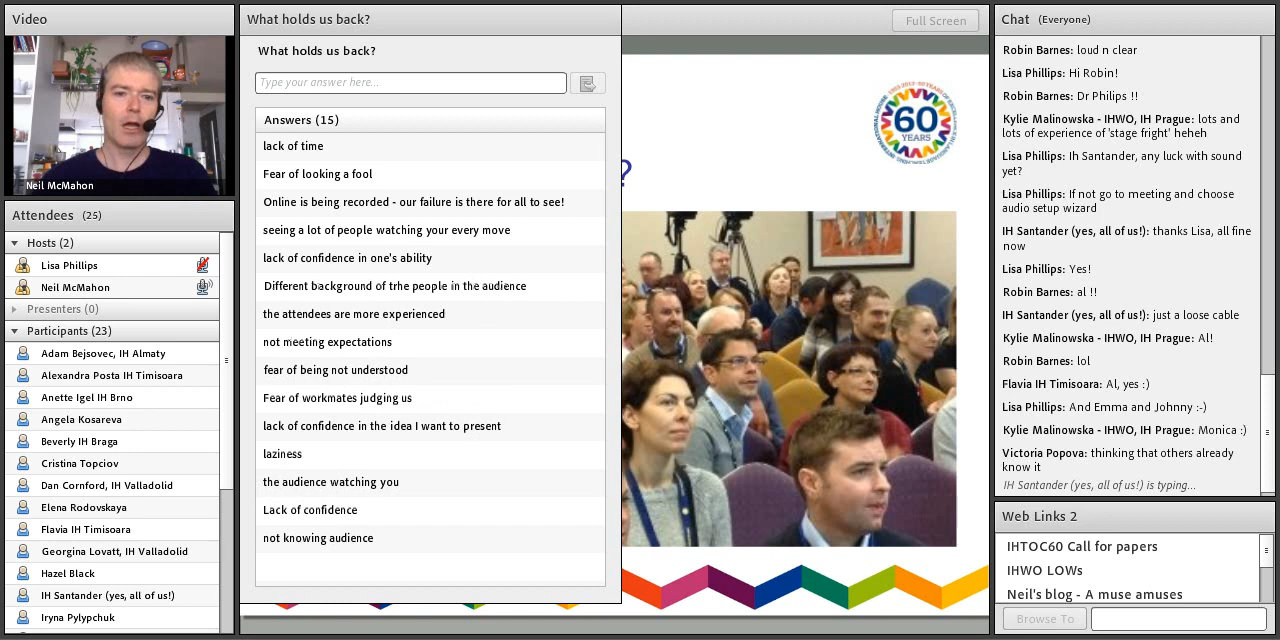 Video
Neil McMahon
Attendees (25)
Hosts (2)
Lisa Phillips
Neil McMahon
Presenters (0)
Participants (23)
Adam Bejsovec, IH Almaty
Alexandra Posta IH Timisoara
Anette Igel IH Brno
Angela Kosareva
Beverly IH Braga
Cristina Topciov
Dan Cornford, IH Valladolid
Elena Rodovskaya
Flavia IH Timisoara
Georgina Lovatt, IH Valladolid
Hazel Black
IH Santander (yes, all of us!)
Iryna Pylypchuk
What holds us back?
What holds us back?
Type your answer here...
Answers (15)
lack of time
Fear of looking a fool
Online is being recorded - our failure is there for all to see!
seeing a lot of people watching your every move
lack of confidence in one's ability
Different background of trhe people in the audience
the attendees are more experienced
not meeting expectations
fear of being not understood
Fear of workmates judging us
lack of confidence in the idea I want to present
laziness
the audience watching you
Lack of confidence
not knowing audience
Full Screen
60
YEARS
?
Chat (Everyone)
Robin Barnes: loud n clear
Lisa Phillips: Hi Robin!
Robin Barnes: Dr Philips !!
Kylie Malinowska - IHWO, IH Prague: lots and
lots of experience of 'stage fright' heheh
Lisa Phillips: Ih Santander, any luck with sound
yet?
Lisa Phillips: If not go to meeting and choose
audio setup wizard
IH Santander (yes, all of us!): thanks Lisa, all fine
now
Lisa Phillips: Yes!
Robin Barnes: al !!
IH Santander (yes, all of us!): just a loose cable
Kylie Malinowska - IHWO, IH Prague: Al!
Robin Barnes: lol
Flavia IH Timisoara: Al, yes :)
Lisa Phillips: And Emma and Johnny :-)
Kylie Malinowska - IHWO, IH Prague: Monica :)
Victoria Popova: thinking that others already
know it
IH Santander (yes, all of us!) is typing...
Web Links 2
IHTOC60 Call for papers
IHWO LOWs
Neil's blog - A muse amuses
Browse To